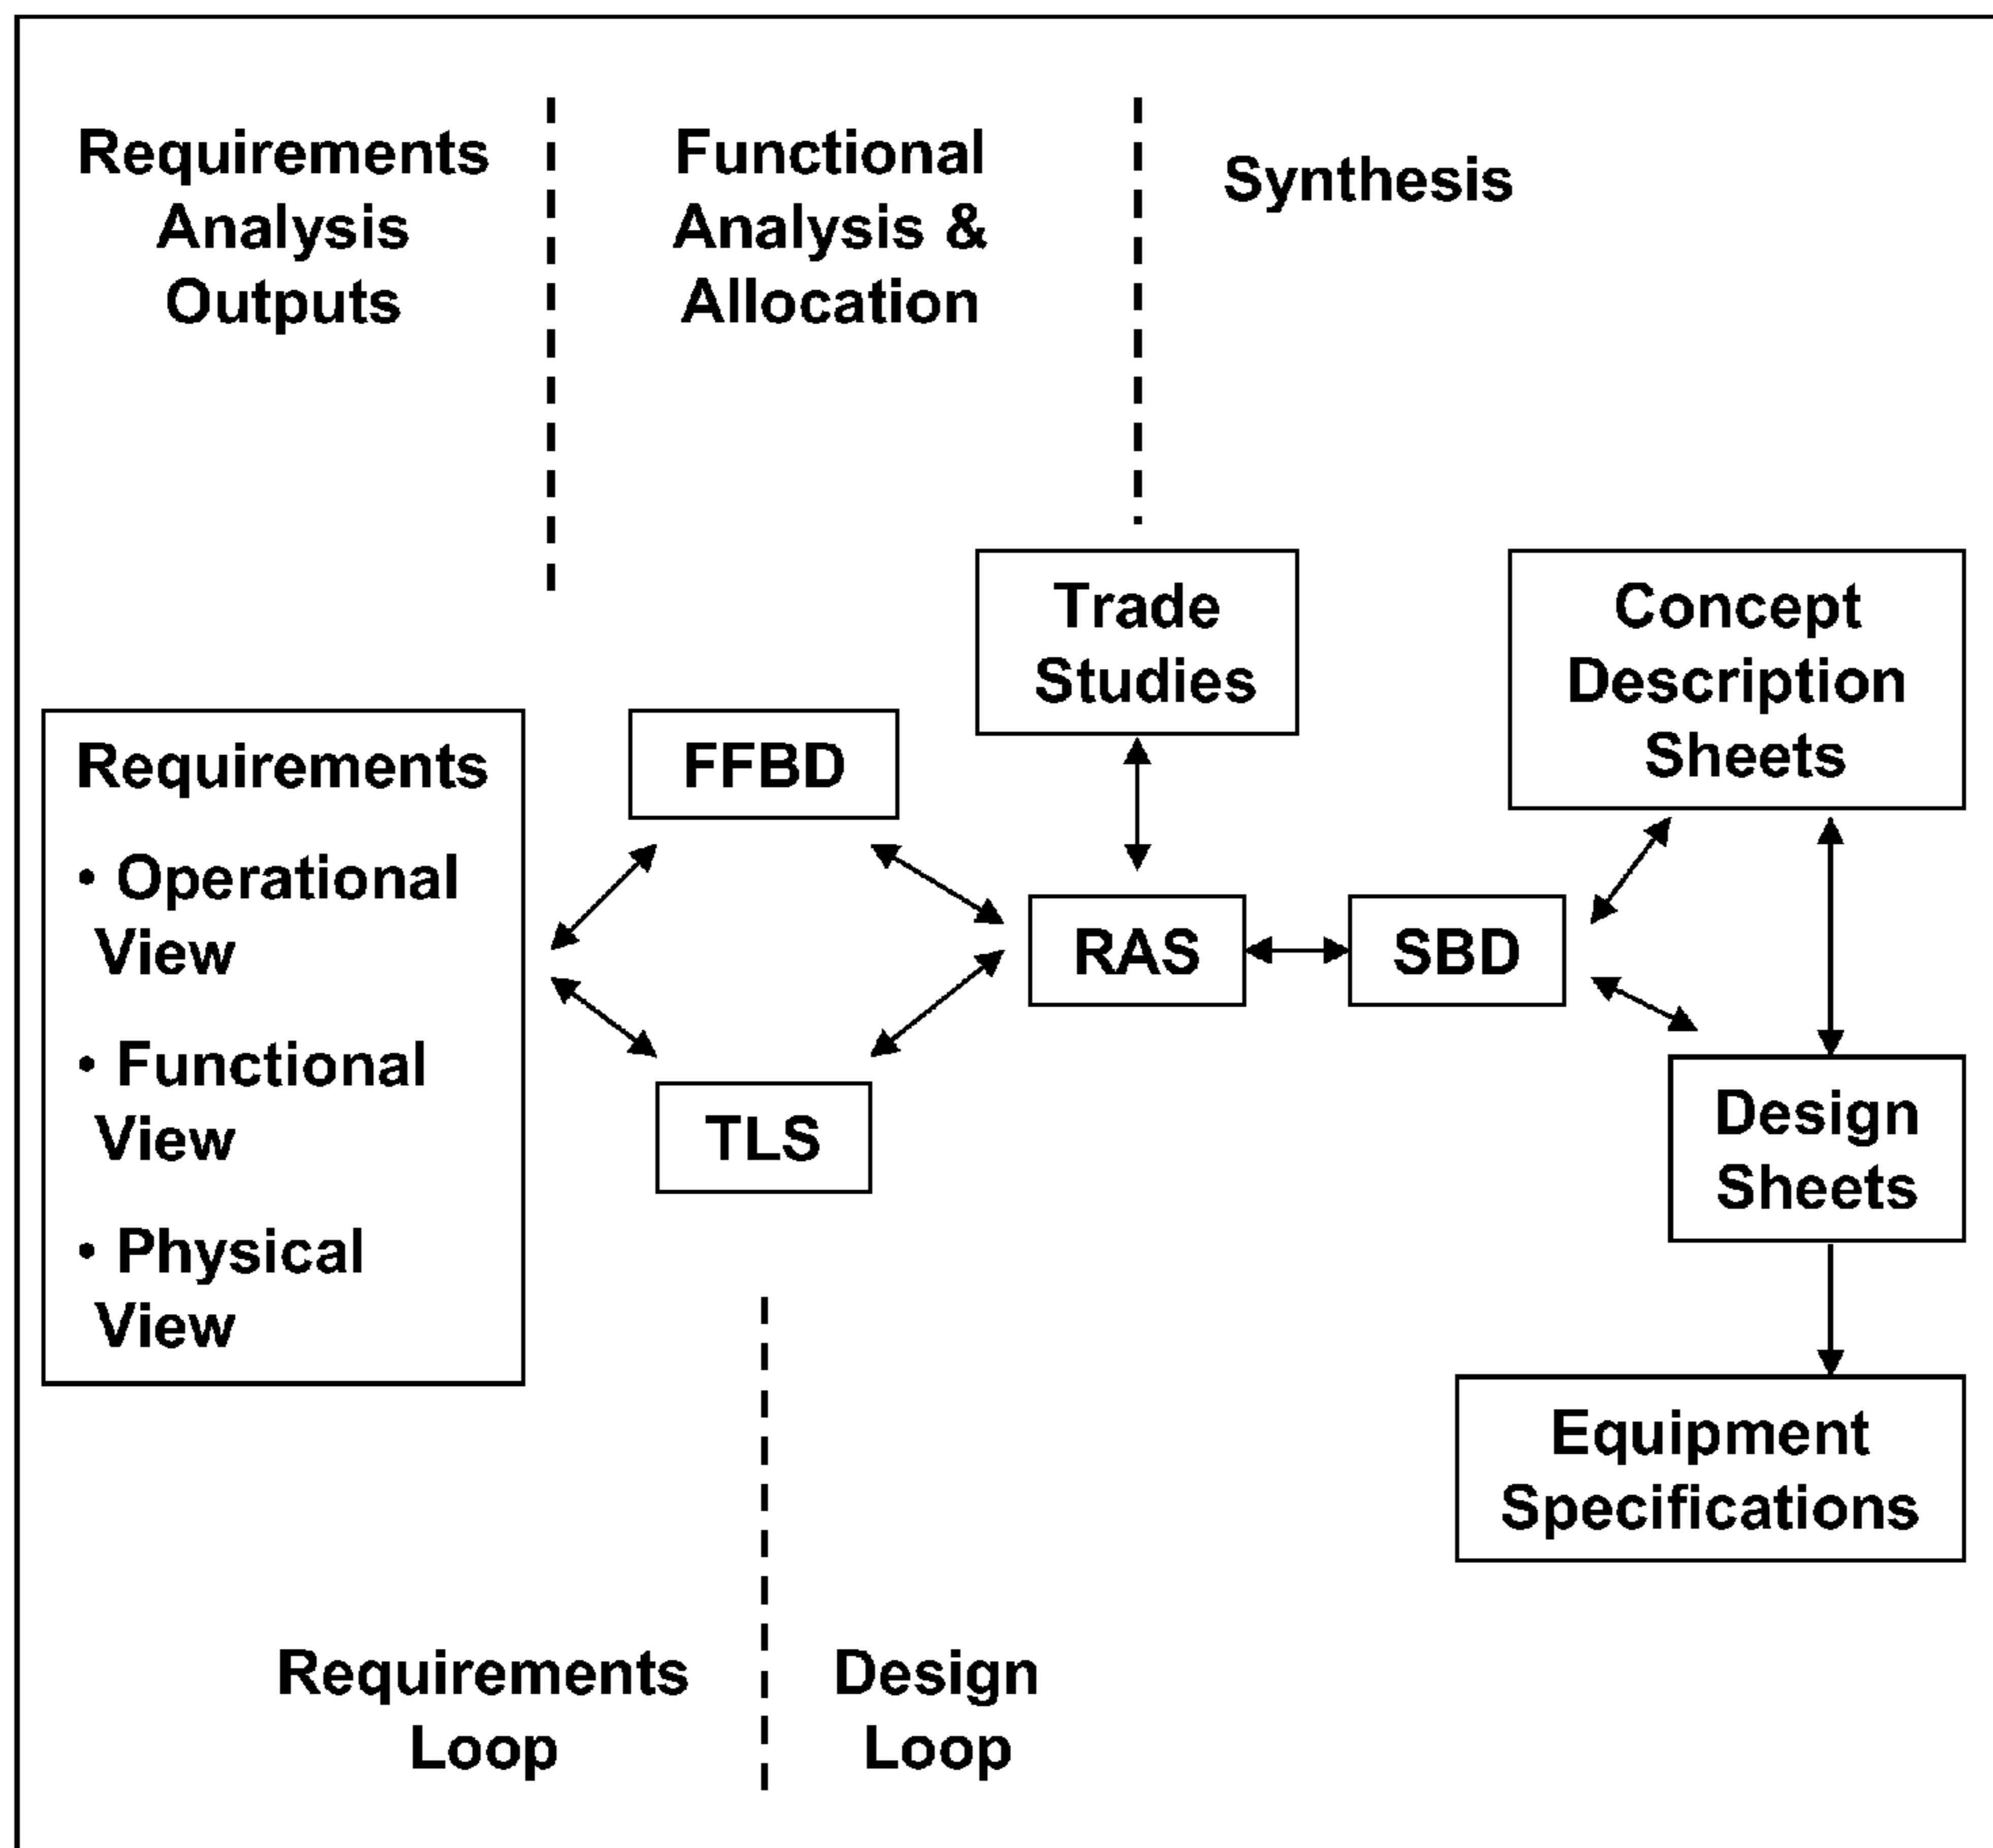 Requirements
Analysis
Outputs
Functional
Analysis &
Allocation
Synthesis
Trade
Studies
Concept
Description
Sheets
Requirements
• Operational
View
• Functional
View
• Physical
View
FFBD
TLS
RAS
SBD
Design
Sheets
Equipment
Specifications
Requirements
Loop
Design
Loop